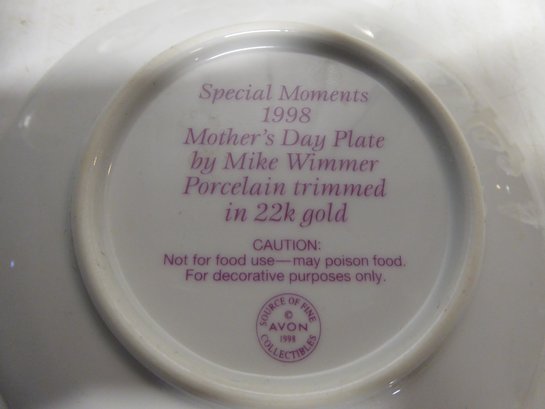 Special Moments
1998
Mother's Day Plate
by Mike Wimmer
Porcelain trimmed
in 22k gold
CAUTION:
Not for food use—may poison food.
For decorative purposes only.
SOURCE OF FINE
©
AVON
1998
COLLECTIBLES